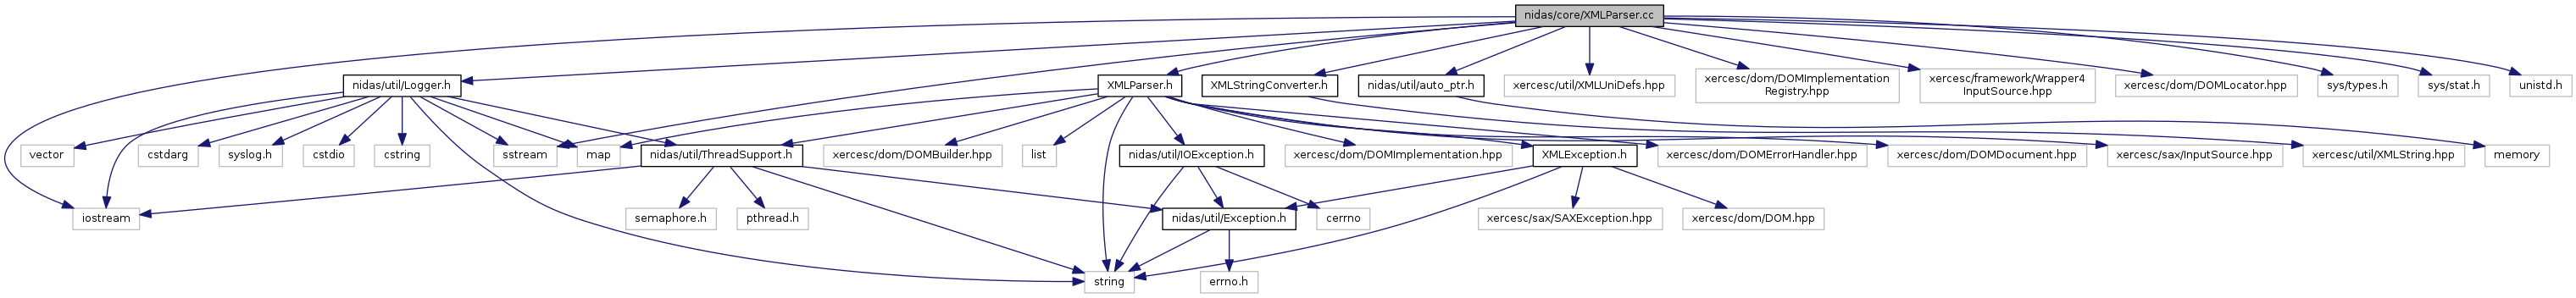 nidas/core/XMLParser.cc
nidas/util/Logger.h
XMLParser.h
XMLStringConverter.h
nidas/util/auto_ptr.h
xercesc/util/XMLUniDefs.hpp
xercesc/dom/DOMImplementation
Registry.hpp
xercesc/framework/Wrapper4
InputSource.hpp
xercesc/dom/DOMLocator.hpp
sys/types.h
sys/stat.h
unistd.h
vector
cstdarg
syslog.h
cstdio
cstring
sstream
map
nidas/util/ThreadSupport.h
xercesc/dom/DOMBuilder.hpp
list
nidas/util/IOException.h
xercesc/dom/DOMImplementation.hpp
XMLException.h
xercesc/dom/DOMErrorHandler.hpp
xercesc/dom/DOMDocument.hpp
xercesc/sax/InputSource.hpp
xercesc/util/XMLString.hpp
memory
iostream
semaphore.h
pthread.h
nidas/util/Exception.h
cerrno
xercesc/sax/SAXException.hpp
xercesc/dom/DOM.hpp
string
errno.h